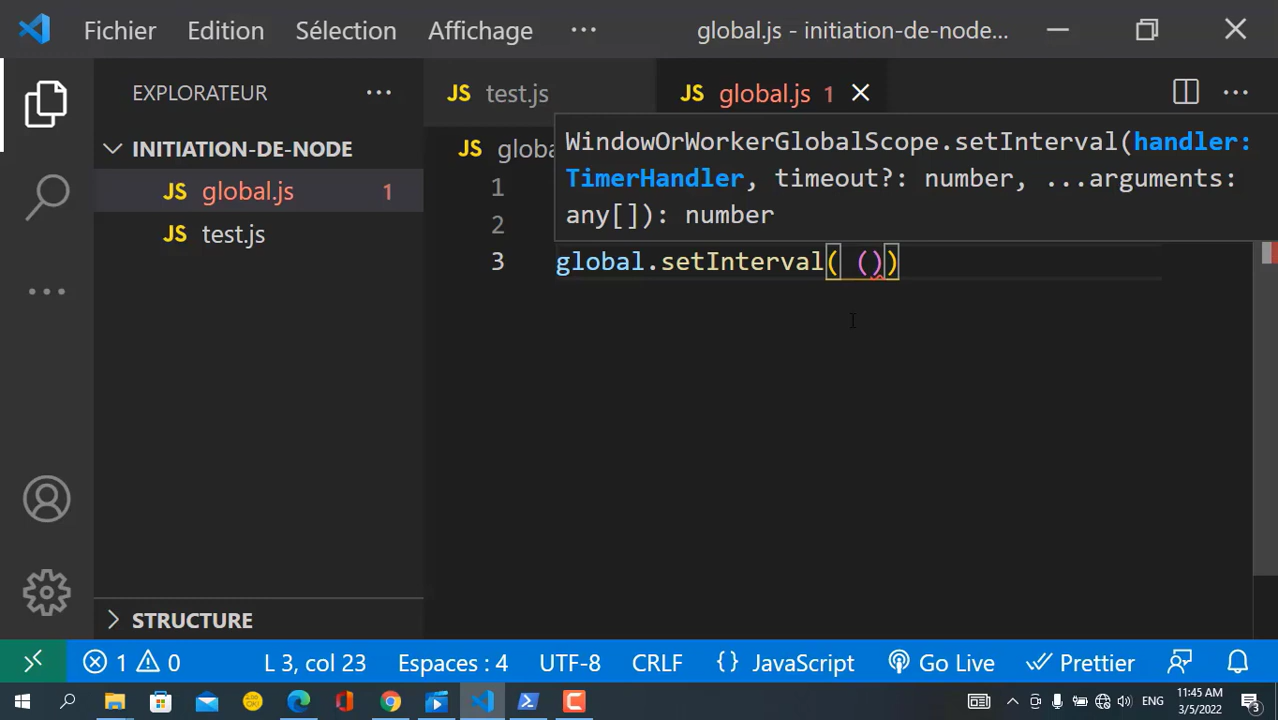 Fichier Edition Sélection Affichage ··· global.js - initiation-de-node...
EXPLORATEUR ···
JS test.js JS global.js 1
INITIATION-DE-NODE
JS global.js 1
JS test.js
JS globa
WindowOrWorkerGlobalScope.setInterval(handler:
TimerHandler, timeout?: number, ...arguments:
any[]): number
1
2
3 global.setInterval( ())
STRUCTURE
1 0 L 3, col 23 Espaces : 4 UTF-8 CRLF {} JavaScript Go Live Prettier
ENG 11:45 AM
3/5/2022 3